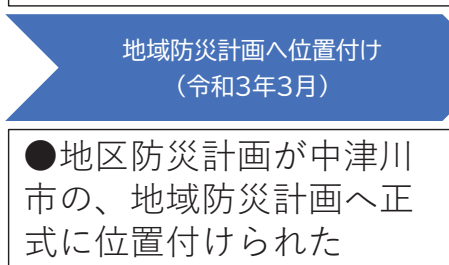 地域防災計画へ位置付け
（令和3年3月）
●地区防災計画が中津川
市の、地域防災計画へ正
式に位置付けられた